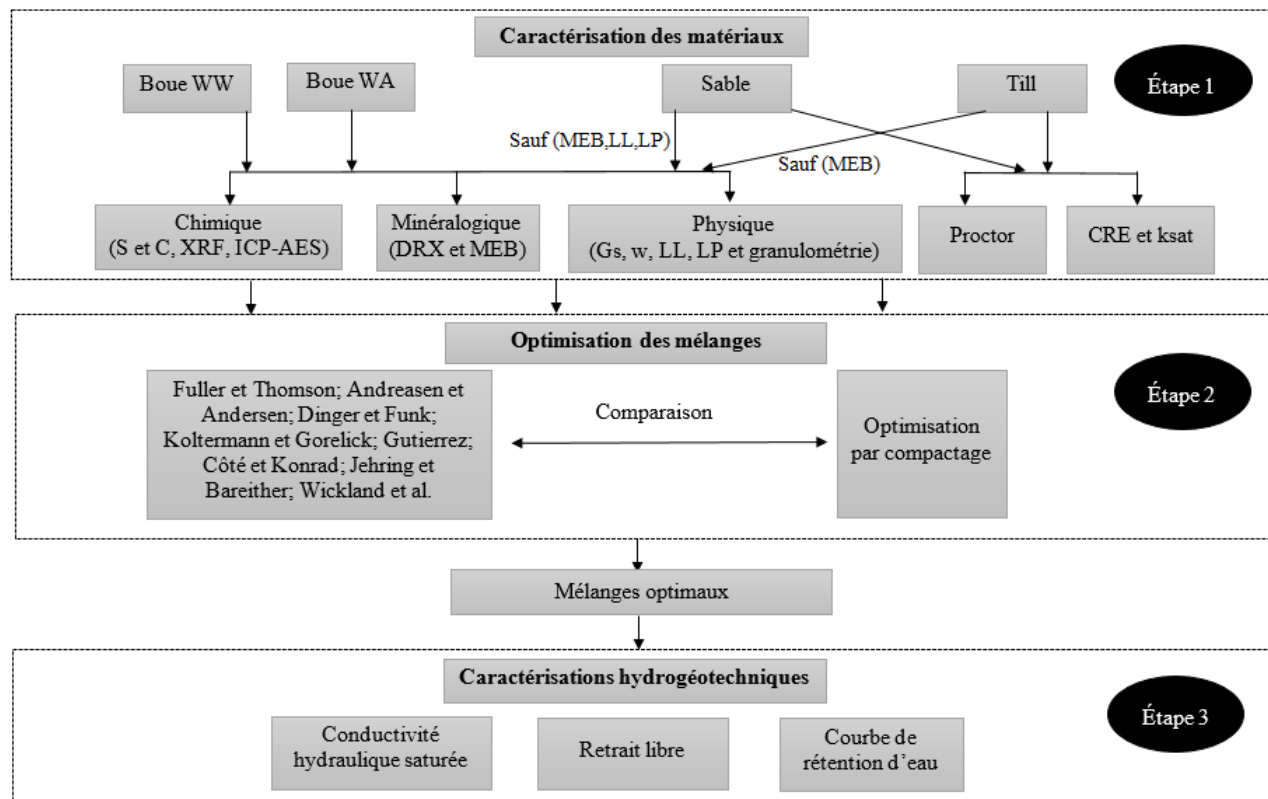 Caractérisation des matériaux
Étape 1
Boue WW
Boue WA
Sable
Till
Sauf (MEB,LL,LP)
Sauf (MEB)
Chimique
(S et C, XRF, ICP-AES)
Minéralogique
(DRX et MEB)
Physique
(Gs, w, LL, LP et granulométrie)
Proctor
CRE et ksat
Optimisation des mélanges
Étape 2
Fuller et Thomson; Andreasen et
Andersen; Dinger et Funk;
Koltermann et Gorelick; Gutierrez;
Côté et Konrad; Jehring et
Bareither; Wickland et al.
Comparaison
Optimisation
par compactage
Mélanges optimaux
Caractérisations hydrogéotechniques
Étape 3
Conductivité
hydraulique saturée
Retrait libre
Courbe de
rétention d’eau